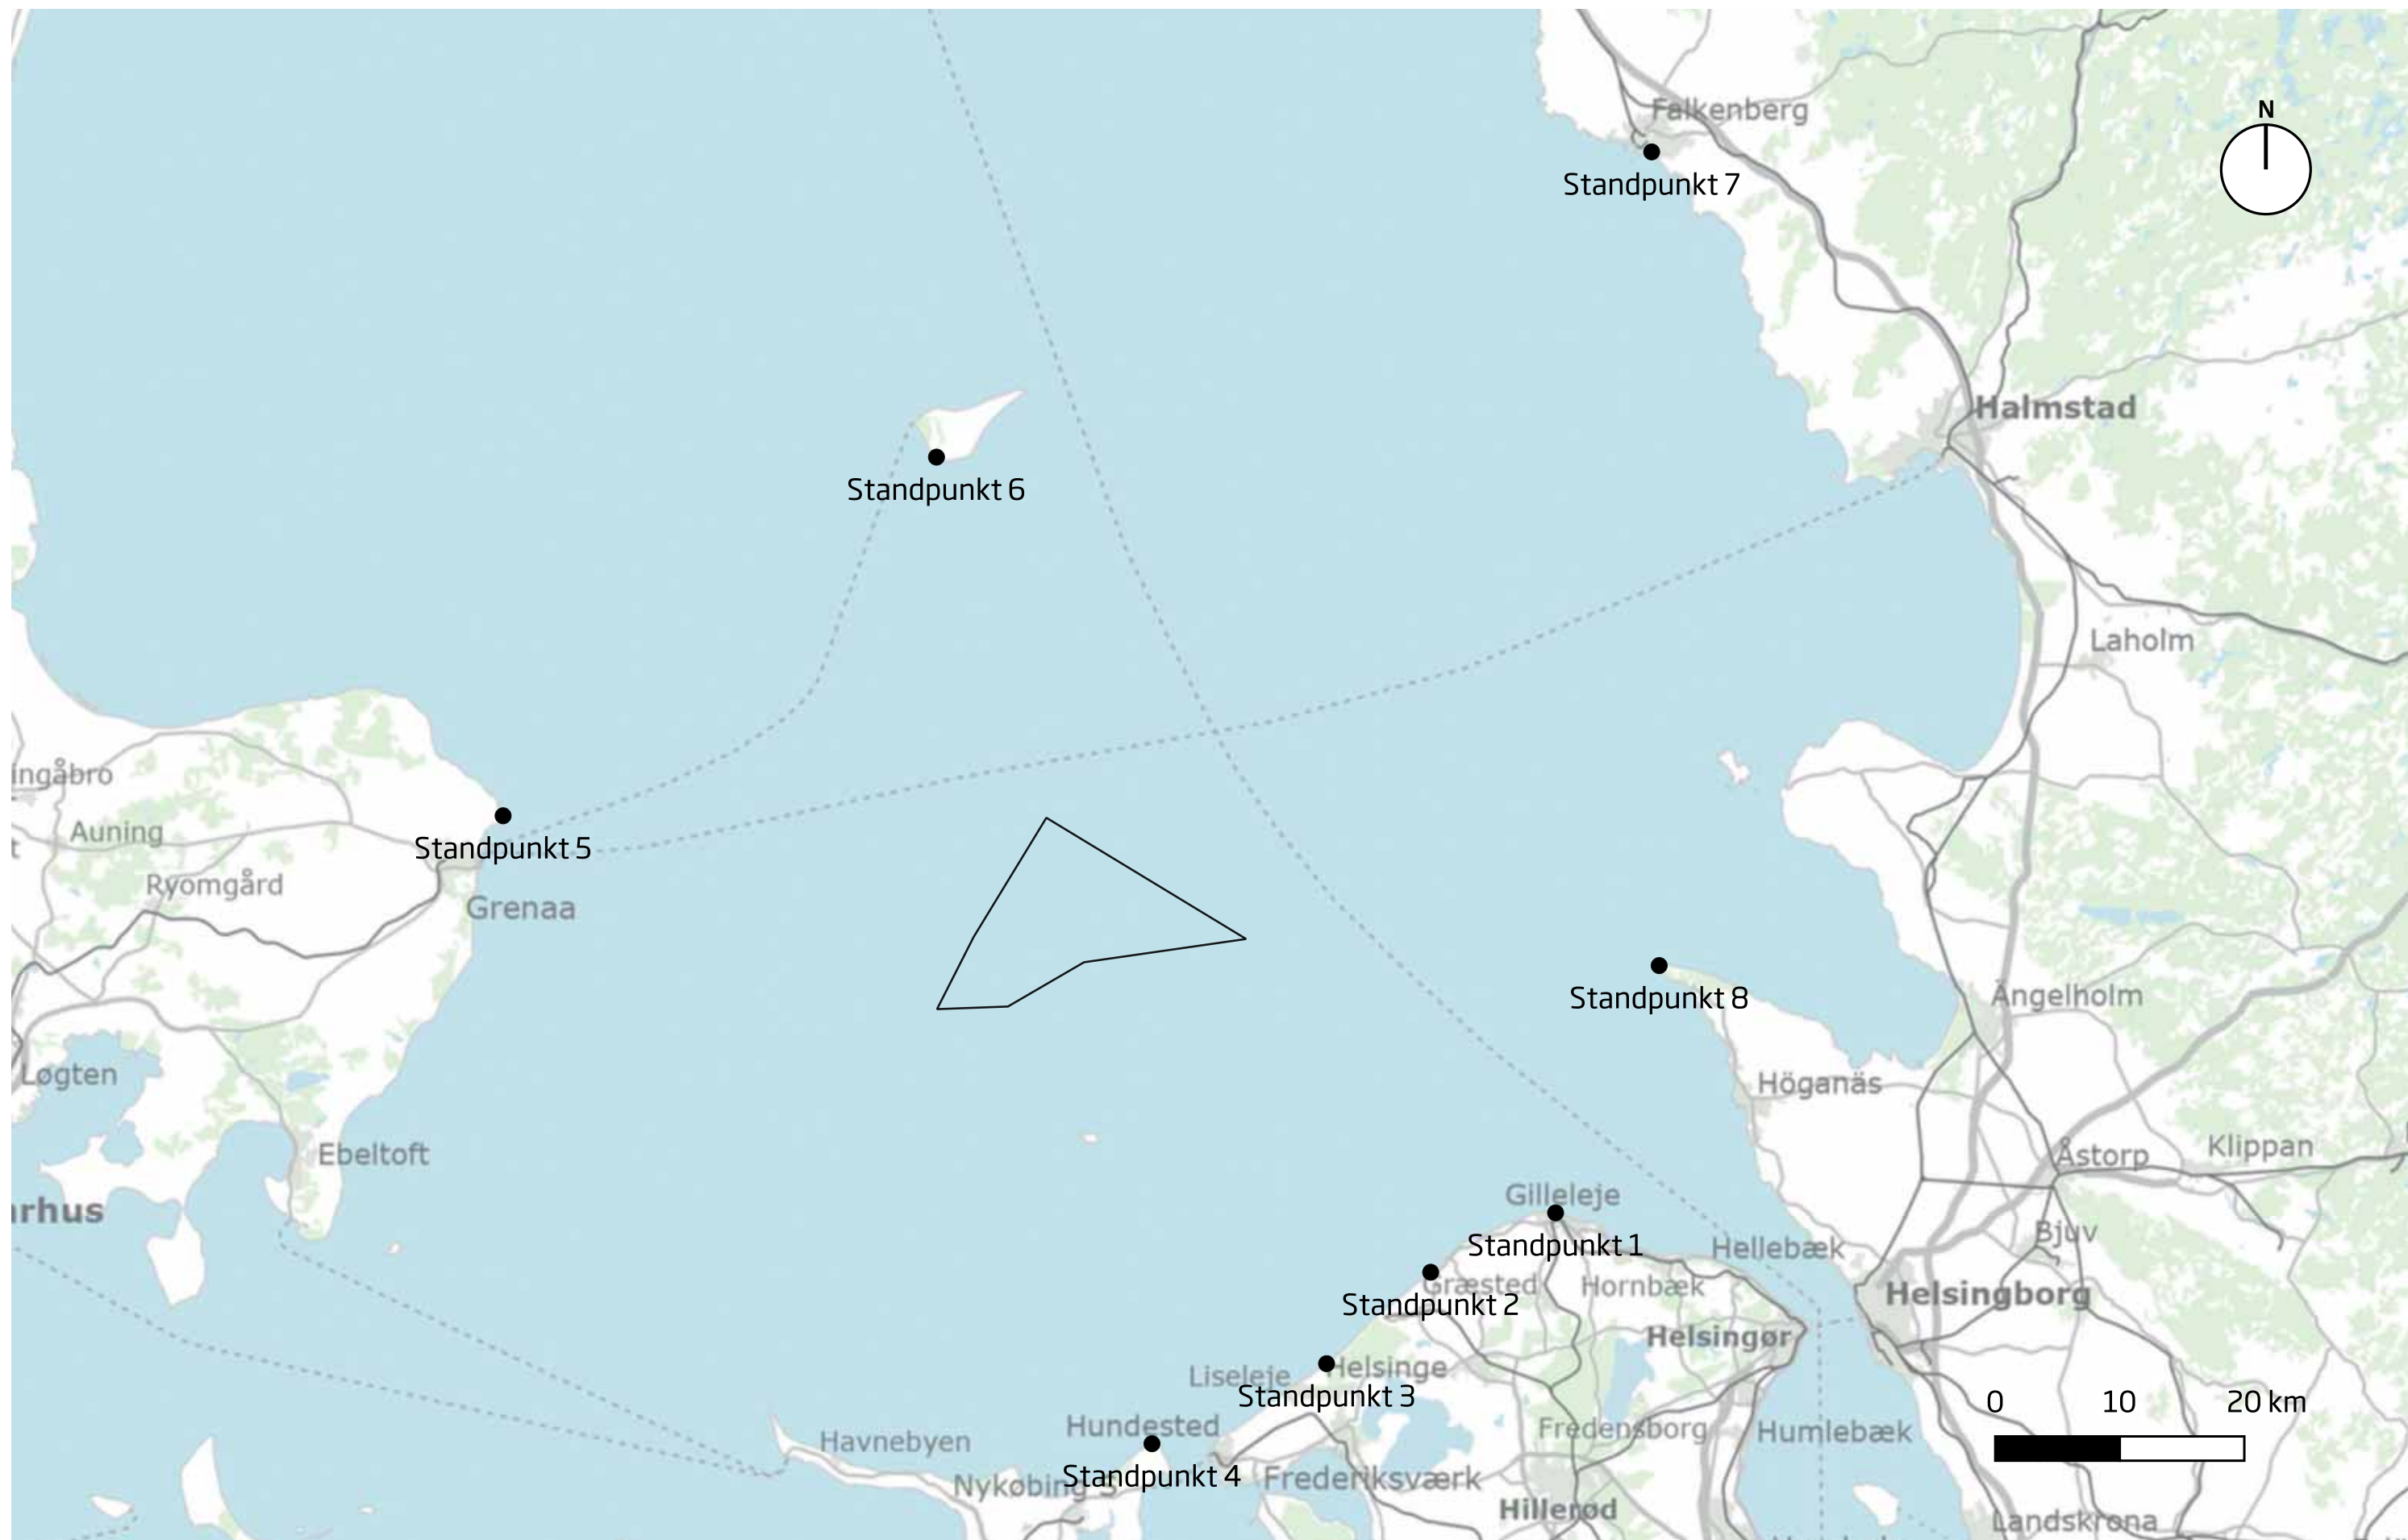 Falkenberg
N
Standpunkt 7
Halmstad
Standpunkt 6
Laholm
ingåbro
Standpunkt 5
Auning
t
Ryomgård
Grenaa
Standpunkt 8
Ängelholm
Løgten
Höganäs
Ebeltoft
Åstorp
Klippan
arhus
Gilleleje
Standpunkt 1
Hellebæk
Bjuv
Græsted
Hornbæk
Helsingborg
Standpunkt 2
Helsingør
Liseleje
Helsinge
Standpunkt 3
0 10 20 km
Hundested
Havnebyen
Fredensborg
Humlebæk
Standpunkt 4
Nykøbing S
Frederiksværk
Hillerød
Landskrona